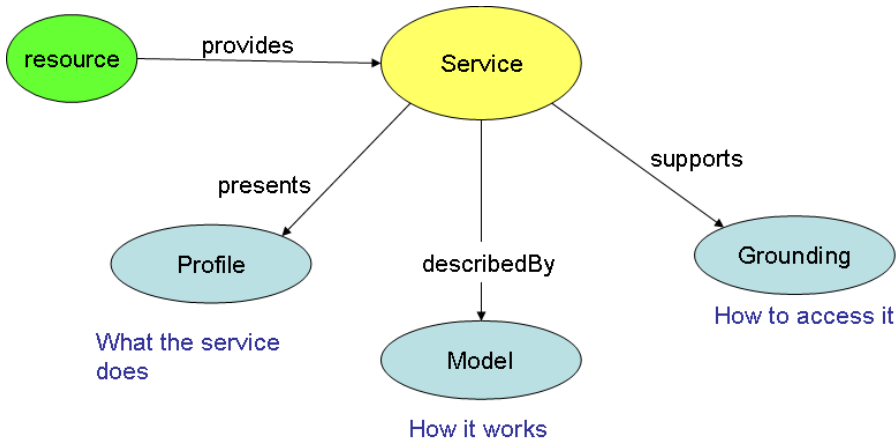 provides
resource
Service
presents
supports
Profile
describedBy
Grounding
What the service
does
Model
How to access it
How it works